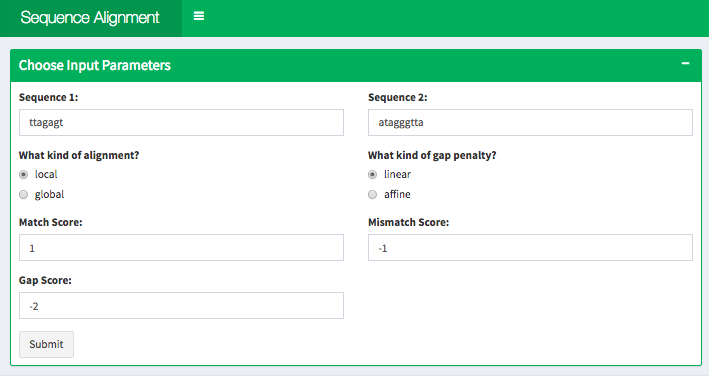 Sequence Alignment
Choose Input Parameters
Sequence 1: Sequence 2:
ttagagt atagggtta
What kind of alignment? What kind of gap penalty?
local linear
global affine
Match Score: Mismatch Score:
1 -1
Gap Score:
-2
Submit